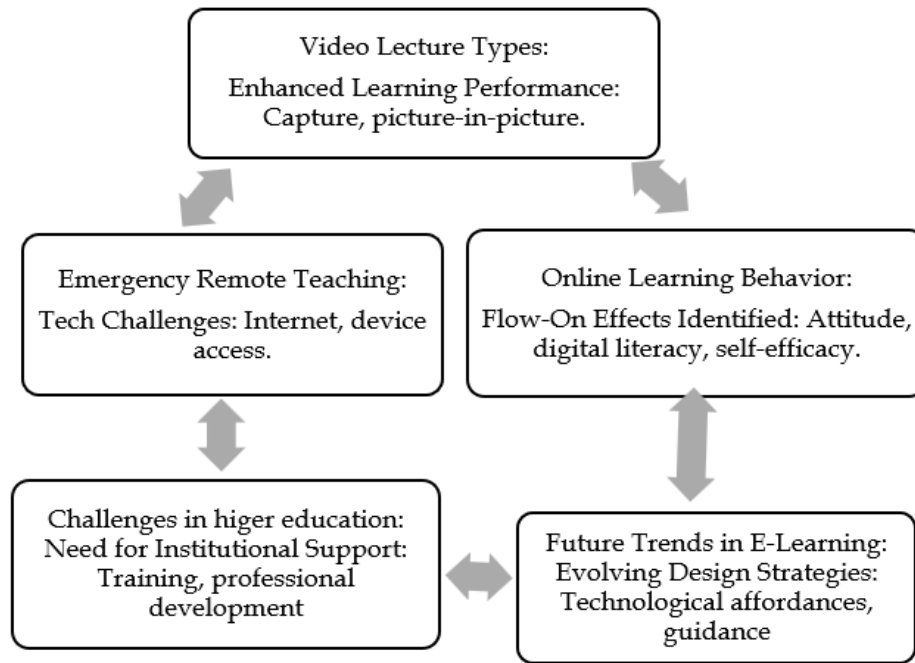 Video Lecture Types:
Enhanced Learning Performance:
Capture, picture-in-picture.
Emergency Remote Teaching:
Tech Challenges: Internet, device
access.
Online Learning Behavior:
Flow-On Effects Identified: Attitude,
digital literacy, self-efficacy.
Challenges in higer education:
Need for Institutional Support:
Training, professional
development
Future Trends in E-Learning:
Evolving Design Strategies:
Technological affordances,
guidance